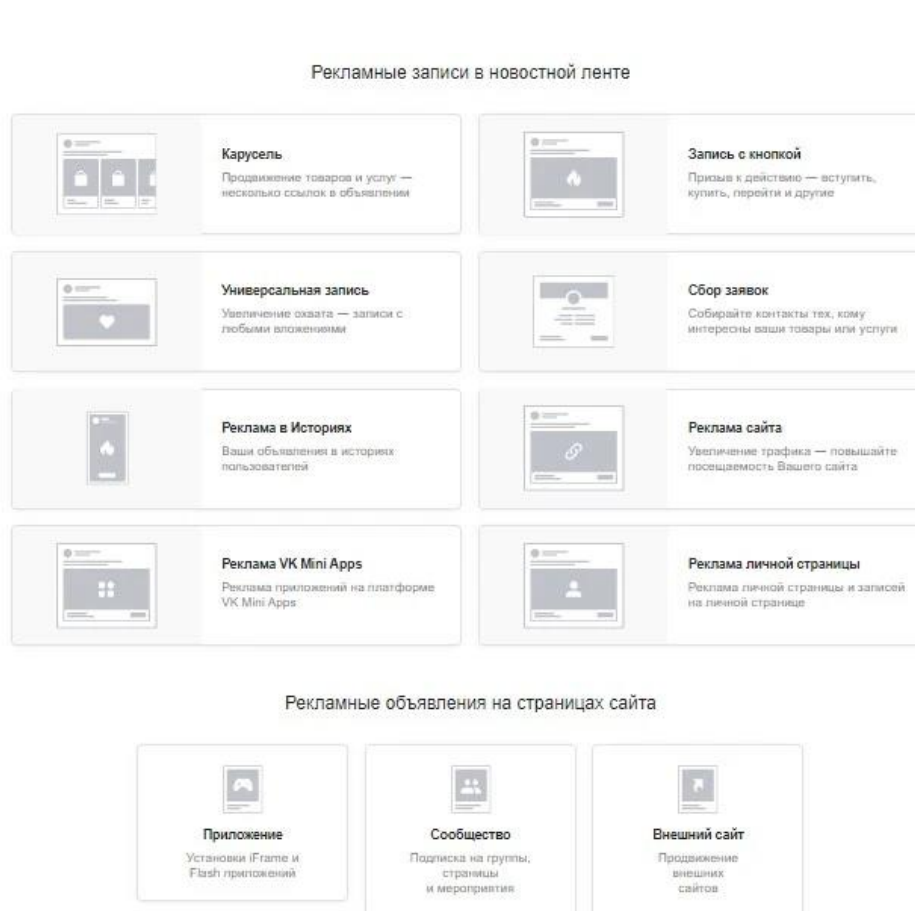 Рекламные записи в новостной ленте
Карусель
Продвижение товаров и услуг —
несколько ссылок в объявлении
Запись с кнопкой
Призыв к действию — вступить,
купить, перейти и другие
Универсальная запись
Увеличение охвата — записи с
любыми вложениями
Сбор заявок
Собирайте контакты тех, кому
интересны ваши товары или услуги
Реклама в Историях
Ваши объявления в историях
пользователей
Реклама сайта
Увеличение трафика — повышайте
посещаемость Вашего сайта
Реклама VK Mini Apps
Реклама приложений на платформе
VK Mini Apps
Реклама личной страницы
Реклама личной страницы и записей
на личной странице
Рекламные объявления на страницах сайта
Приложение
Установки iFrame и
Flash приложений
Сообщество
Подписка на группы,
страницы
и мероприятия
Внешний сайт
Продвижение
внешних
сайтов